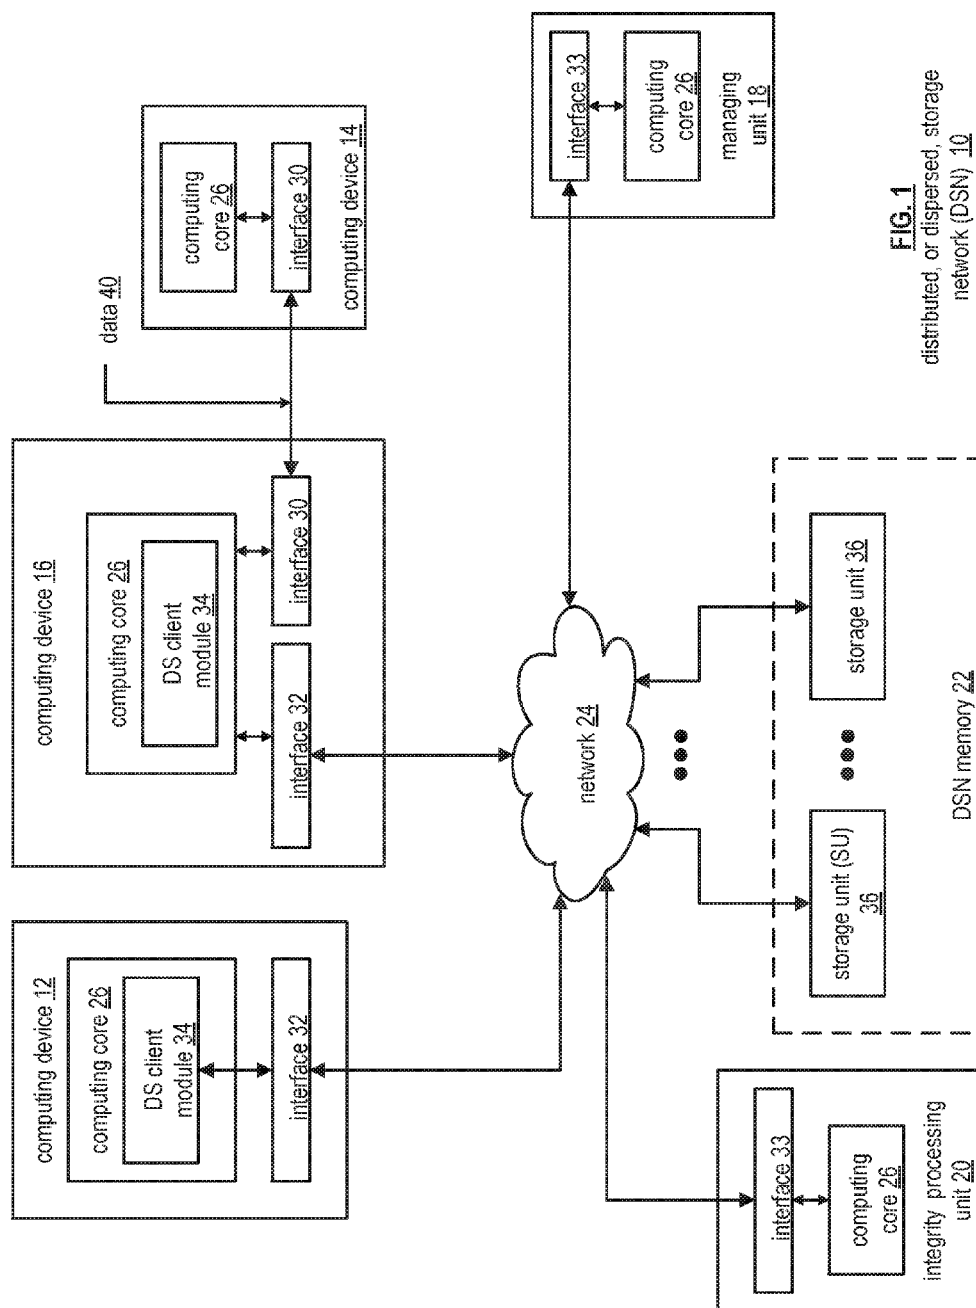 computing device 12
computing core 26
DS client
module 34
interface 32
computing device 16
computing core 26
DS client
module 34
interface 32
interface 30
data 40
computing
core 26
interface 30
computing device 14
network 24
interface 33
computing
core 26
managing
unit 18
interface 33
computing
core 26
integrity processing
unit 20
storage unit (SU)
36
storage unit 36
DSN memory 22
FIG. 1
distributed, or dispersed, storage
network (DSN) 10